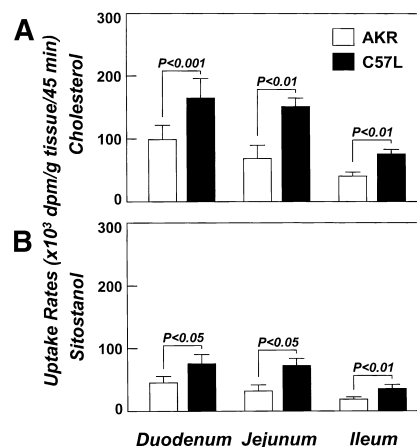 A
AKR
C57L
300
200
100
0
P<0.001
P<0.01
P<0.01
Uptake Rates (x10³ dpm/g tissue/45 min)
Cholesterol
Sitostanol
B
300
200
100
0
P<0.05
P<0.05
P<0.01
Duodenum Jejunum Ileum